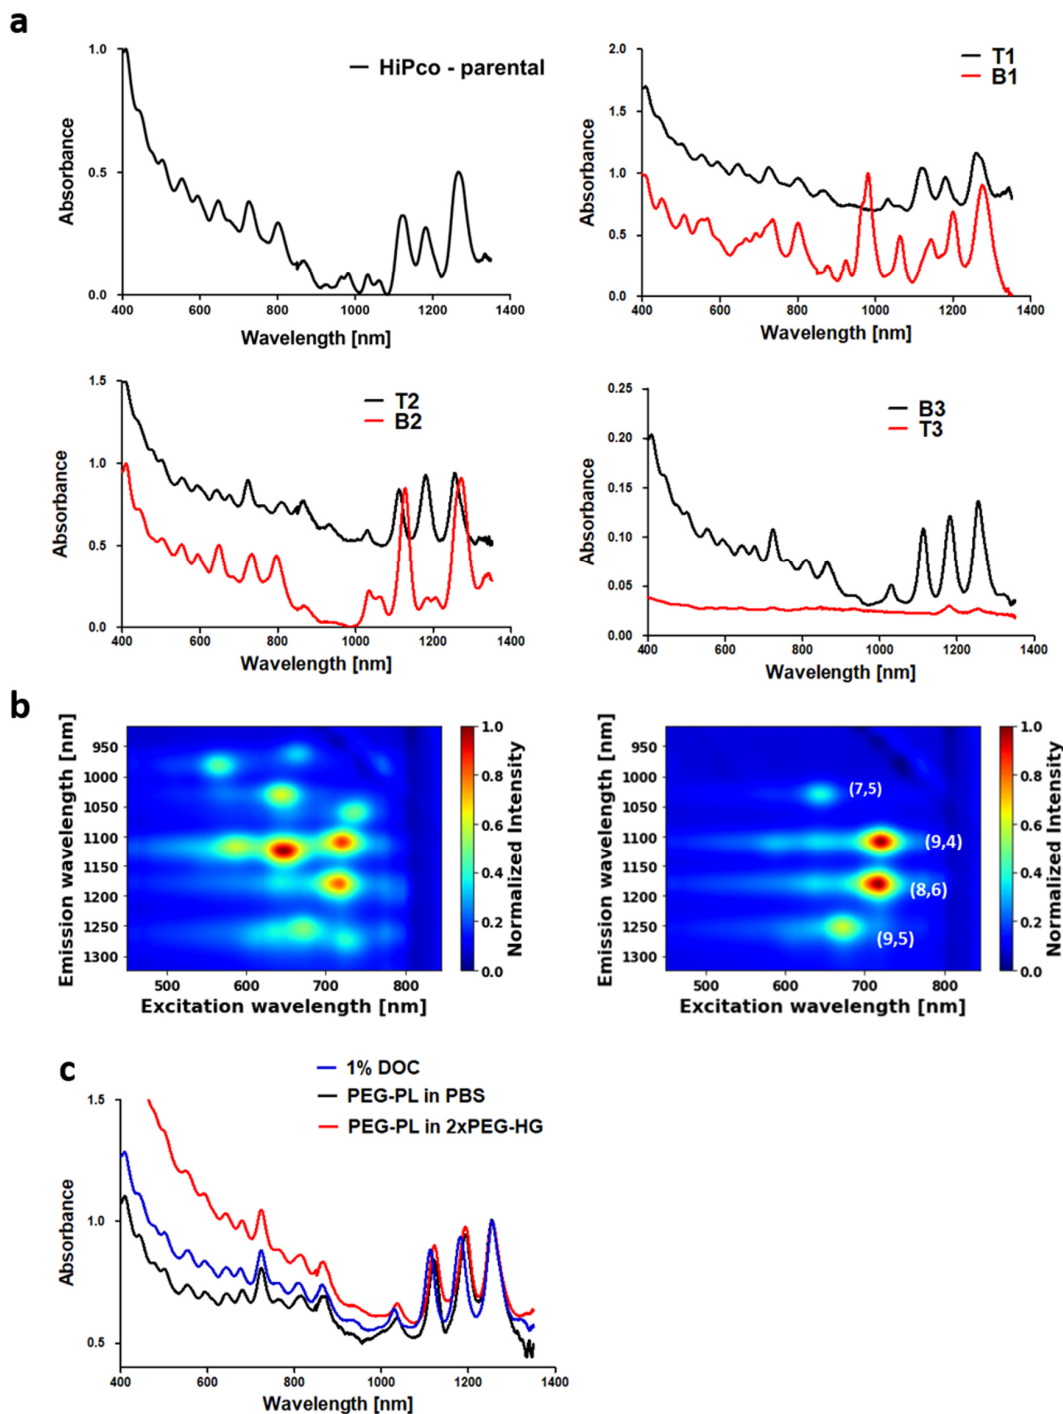 a
HiPco - parental
1.0
0.5
0.0
400 600 800 1000 1200 1400
Absorbance
Wavelength [nm]
T1
B1
2.0
1.5
1.0
0.5
0.0
400 600 800 1000 1200 1400
Absorbance
Wavelength [nm]
T2
B2
1.5
1.0
0.5
0.0
400 600 800 1000 1200 1400
Absorbance
Wavelength [nm]
B3
T3
0.25
0.20
0.15
0.10
0.05
0.00
400 600 800 1000 1200 1400
Absorbance
Wavelength [nm]
b
Emission wavelength [nm]
950
1000
1050
1100
1150
1200
1250
1300
500 600 700 800
Excitation wavelength [nm]
1.0
0.8
0.6
0.4
0.2
0.0
Normalized Intensity
Emission wavelength [nm]
950
1000
1050
1100
1150
1200
1250
1300
(7,5)
(9,4)
(8,6)
(9,5)
500 600 700 800
Excitation wavelength [nm]
1.0
0.8
0.6
0.4
0.2
0.0
Normalized Intensity
c
1% DOC
PEG-PL in PBS
PEG-PL in 2xPEG-HG
1.5
1.0
0.5
400 600 800 1000 1200 1400
Absorbance
Wavelength [nm]